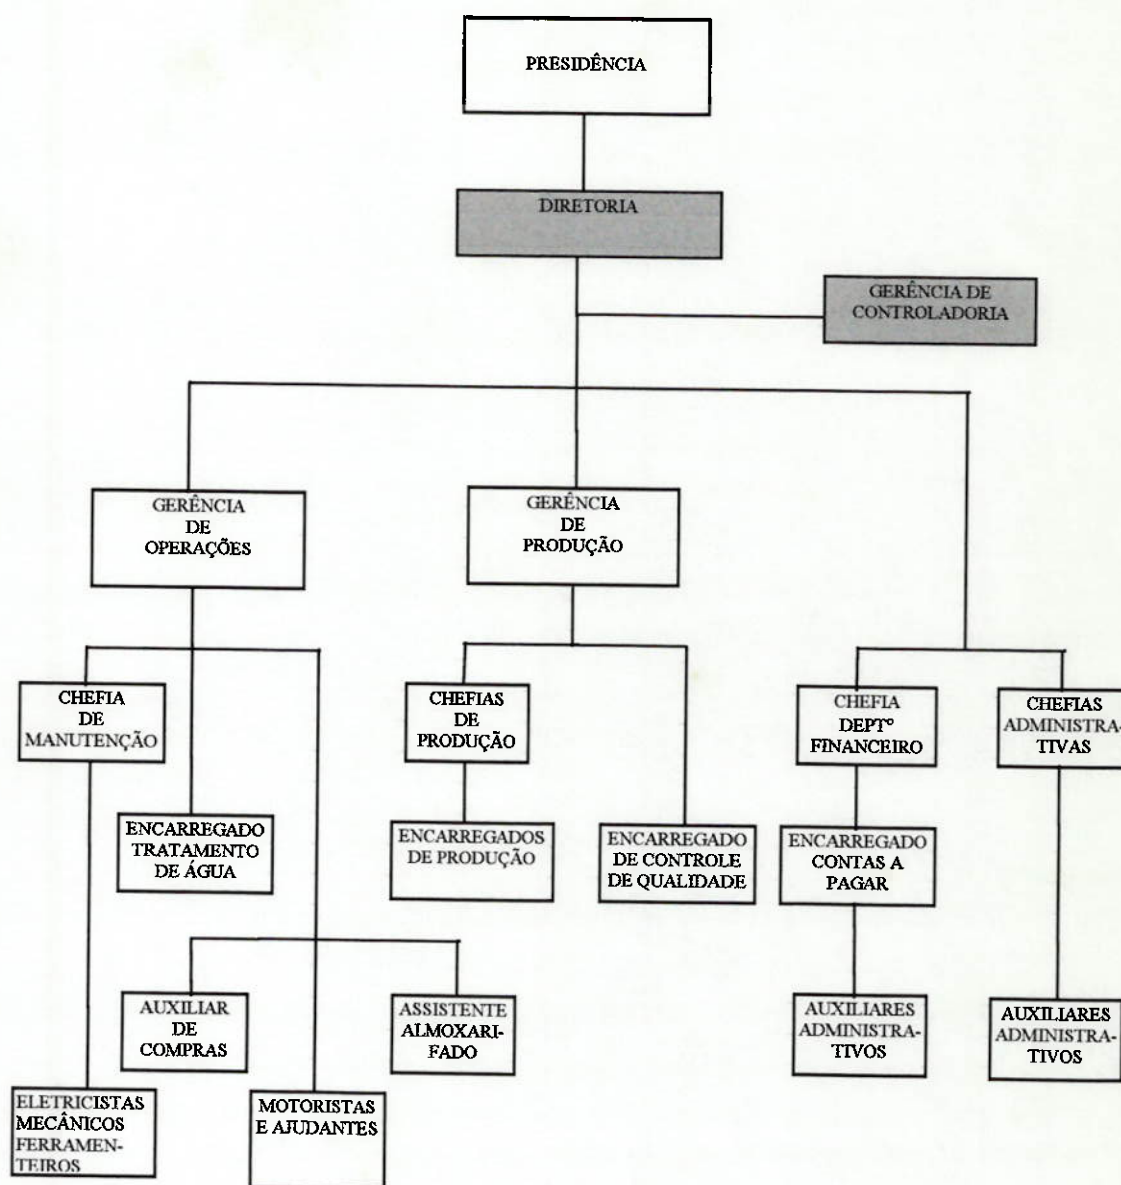 PRESIDÊNCIA
DIRETORIA
GERÊNCIA DE
CONTROLADORIA
GERÊNCIA
DE
OPERAÇÕES
GERÊNCIA
DE
PRODUÇÃO
CHEFIA
DE
MANUTENÇÃO
CHEFIAS
DE
PRODUÇÃO
CHEFIA
DEPTº
FINANCEIRO
CHEFIAS
ADMINISTRA-
TIVAS
ENCARREGADO
TRATAMENTO
DE ÁGUA
ENCARREGADOS
DE PRODUÇÃO
ENCARREGADO
DE CONTROLE
DE QUALIDADE
ENCARREGADO
CONTAS A
PAGAR
AUXILIAR
DE
COMPRAS
ASSISTENTE
ALMOXARI-
FADO
AUXILIARES
ADMINISTRA-
TIVOS
AUXILIARES
ADMINISTRA-
TIVOS
ELETRICISTAS
MECÂNICOS
FERRAMEN-
TEIROS
MOTORISTAS
E AJUDANTES